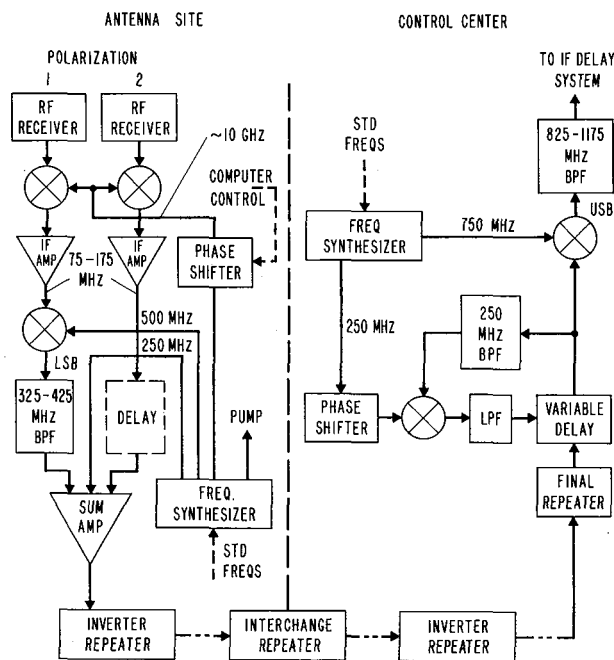 ANTENNA SITE
CONTROL CENTER
POLARIZATION
1
2
RF
RECEIVER
RF
RECEIVER
~10 GHZ
COMPUTER
CONTROL
IF
AMP
IF
AMP
75-175
MHZ
PHASE
SHIFTER
500 MHZ
250 MHZ
LSB
325-425
MHZ
BPF
DELAY
PUMP
SUM
AMP
FREQ.
SYNTHESIZER
STD
FREQS
INVERTER
REPEATER
INTERCHANGE
REPEATER
INVERTER
REPEATER
TO IF DELAY
SYSTEM
825-1175
MHZ
BPF
STD
FREQS
USB
FREQ
SYNTHESIZER
750 MHZ
250 MHZ
250
MHZ
BPF
PHASE
SHIFTER
LPF
VARIABLE
DELAY
FINAL
REPEATER